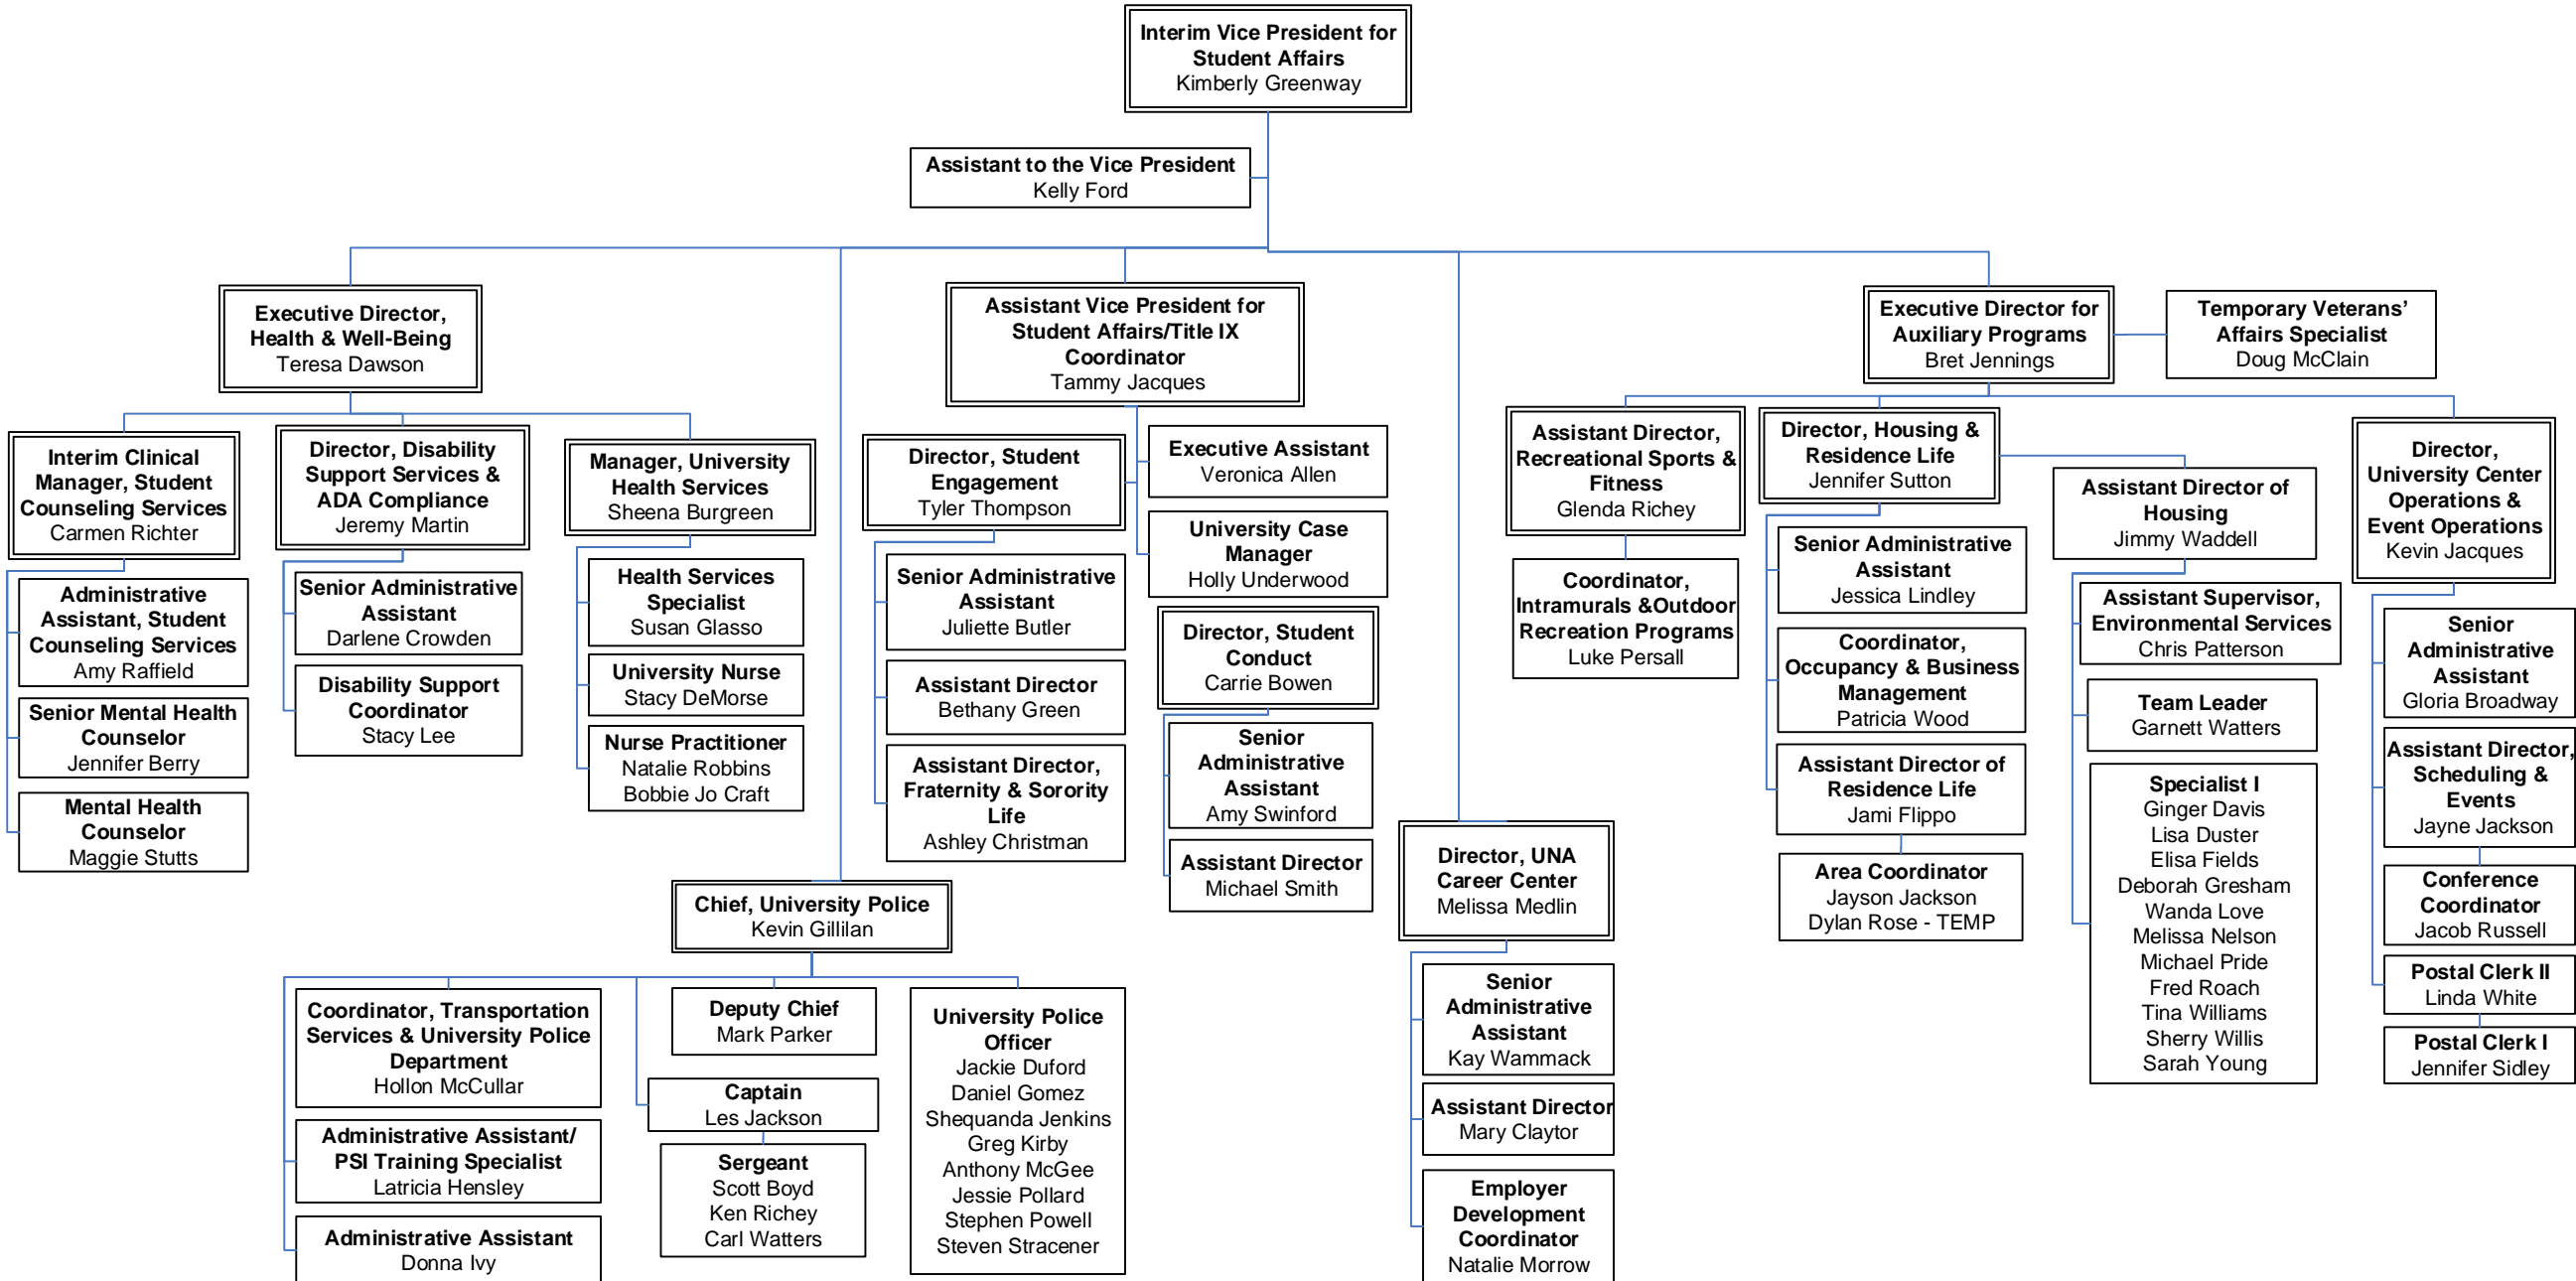 Interim Vice President for
Student Affairs
Kimberly Greenway
Assistant to the Vice President
Kelly Ford
Executive Director,
Health & Well-Being
Teresa Dawson
Interim Clinical
Manager, Student
Counseling Services
Carmen Richter
Administrative
Assistant, Student
Counseling Services
Amy Raffield
Senior Mental Health
Counselor
Jennifer Berry
Mental Health
Counselor
Maggie Stutts
Director, Disability
Support Services &
ADA Compliance
Jeremy Martin
Senior Administrative
Assistant
Darlene Crowden
Disability Support
Coordinator
Stacy Lee
Manager, University
Health Services
Sheena Burgreen
Health Services
Specialist
Susan Glasso
University Nurse
Stacy DeMorse
Nurse Practitioner
Natalie Robbins
Bobbie Jo Craft
Chief, University Police
Kevin Gillilan
Coordinator, Transportation
Services & University Police
Department
Hollon McCullar
Administrative Assistant/
PSI Training Specialist
Latricia Hensley
Administrative Assistant
Donna Ivy
Deputy Chief
Mark Parker
Captain
Les Jackson
Sergeant
Scott Boyd
Ken Richey
Carl Watters
University Police
Officer
Jackie Duford
Daniel Gomez
Shequanda Jenkins
Greg Kirby
Anthony McGee
Jessie Pollard
Stephen Powell
Steven Stracener
Assistant Vice President for
Student Affairs/Title IX
Coordinator
Tammy Jacques
Director, Student
Engagement
Tyler Thompson
Senior Administrative
Assistant
Juliette Butler
Assistant Director
Bethany Green
Assistant Director,
Fraternity & Sorority
Life
Ashley Christman
Executive Assistant
Veronica Allen
University Case
Manager
Holly Underwood
Director, Student
Conduct
Carrie Bowen
Senior
Administrative
Assistant
Amy Swinford
Assistant Director
Michael Smith
Director, UNA
Career Center
Melissa Medlin
Senior
Administrative
Assistant
Kay Wammack
Assistant Director
Mary Claytor
Employer
Development
Coordinator
Natalie Morrow
Executive Director for
Auxiliary Programs
Bret Jennings
Temporary Veterans’
Affairs Specialist
Doug McClain
Assistant Director,
Recreational Sports &
Fitness
Glenda Richey
Coordinator,
Intramurals &Outdoor
Recreation Programs
Luke Persall
Director, Housing &
Residence Life
Jennifer Sutton
Senior Administrative
Assistant
Jessica Lindley
Coordinator,
Occupancy & Business
Management
Patricia Wood
Assistant Director of
Residence Life
Jami Flippo
Area Coordinator
Jayson Jackson
Dylan Rose - TEMP
Assistant Director of
Housing
Jimmy Waddell
Assistant Supervisor,
Environmental Services
Chris Patterson
Team Leader
Garnett Watters
Specialist I
Ginger Davis
Lisa Duster
Elisa Fields
Deborah Gresham
Wanda Love
Melissa Nelson
Michael Pride
Fred Roach
Tina Williams
Sherry Willis
Sarah Young
Director,
University Center
Operations &
Event Operations
Kevin Jacques
Senior
Administrative
Assistant
Gloria Broadway
Assistant Director,
Scheduling &
Events
Jayne Jackson
Conference
Coordinator
Jacob Russell
Postal Clerk II
Linda White
Postal Clerk I
Jennifer Sidley